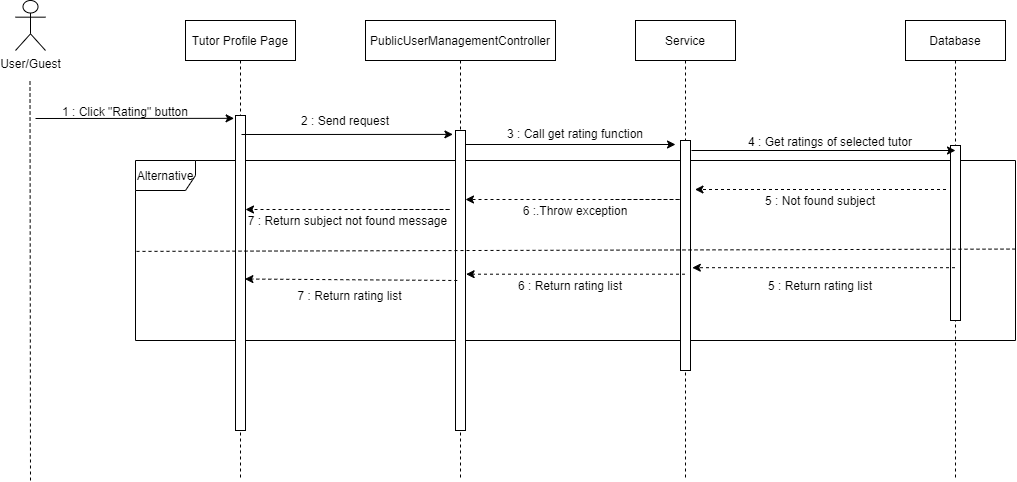 Tutor Profile Page
PublicUserManagementController
Service
Database
User/Guest
1 : Click "Rating" button
2 : Send request
3 : Call get rating function
4 : Get ratings of selected tutor
Alternative
5 : Not found subject
6 :.Throw exception
7 : Return subject not found message
5 : Return rating list
6 : Return rating list
7 : Return rating list